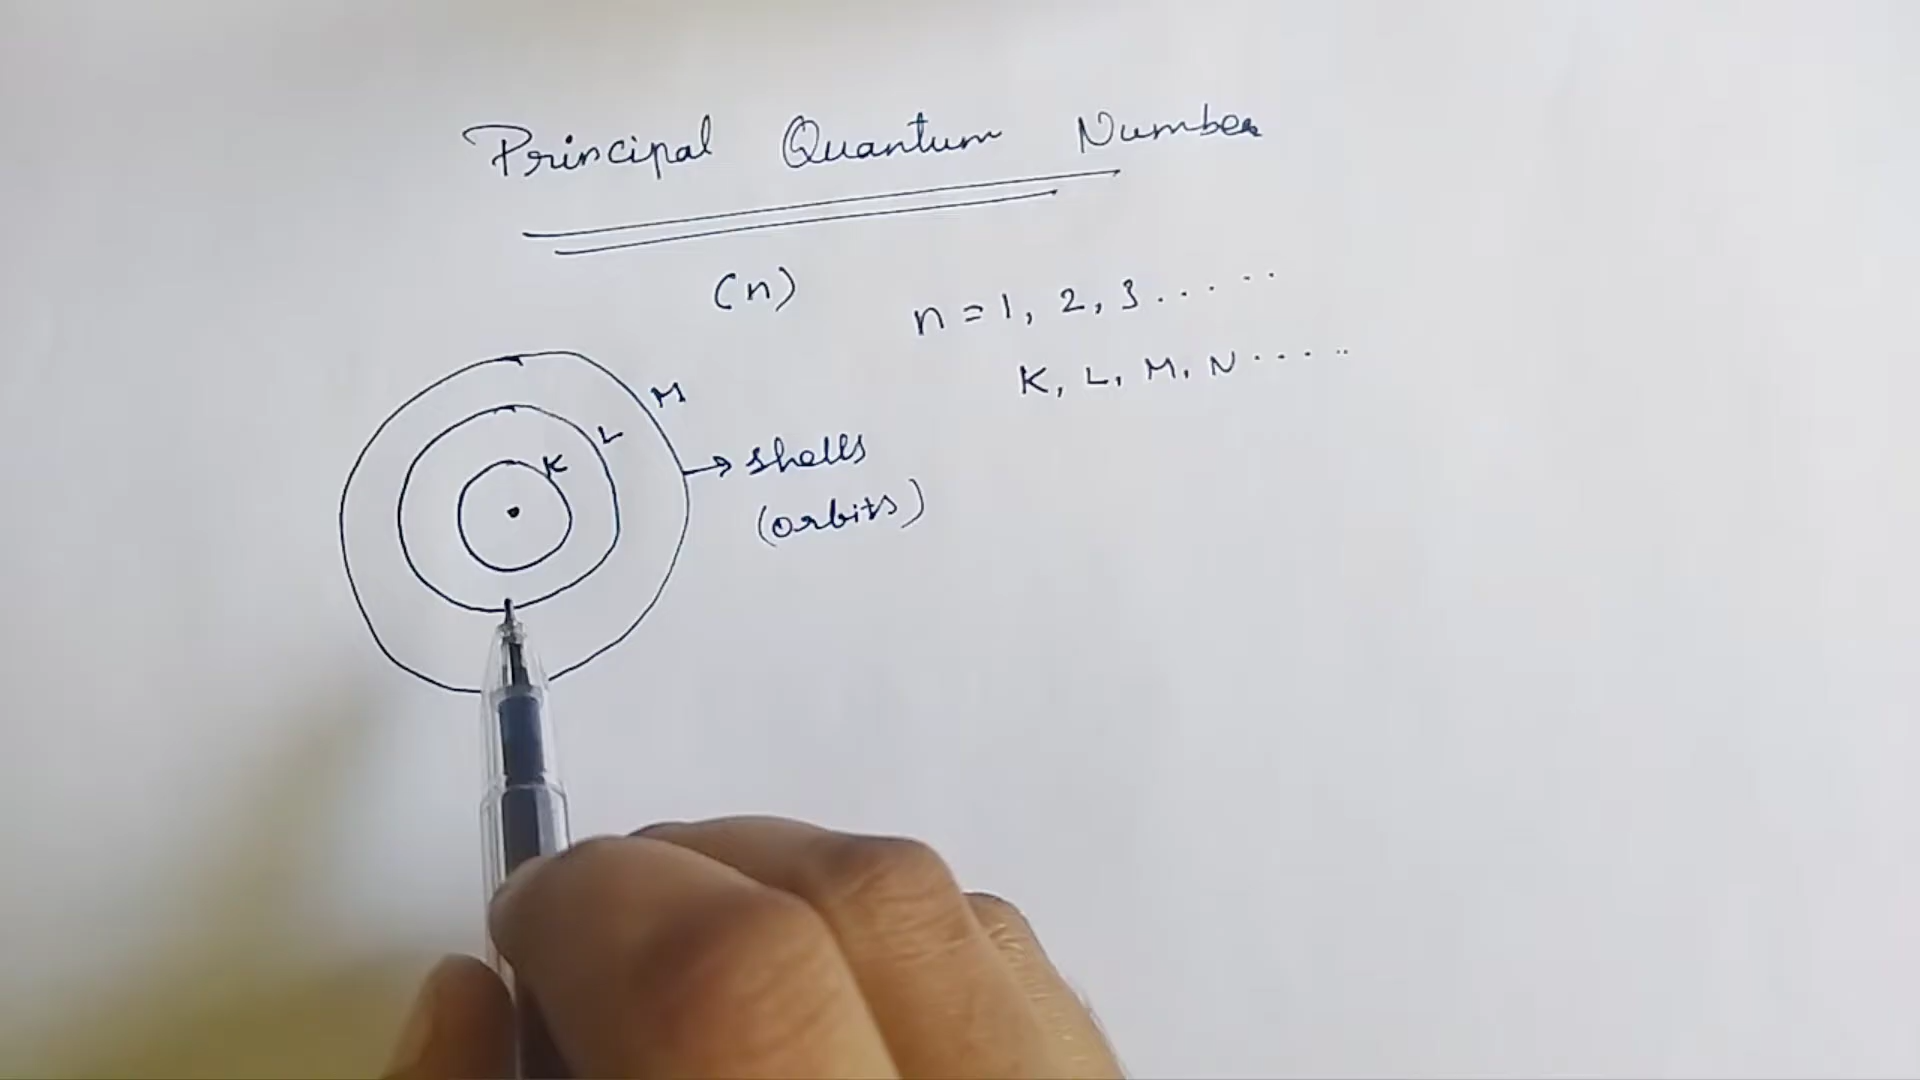 Principal Quantum Number
(n)
n = 1, 2, 3 . . . . . .
K, L, M, N . . . . . .
M
L
K
→ shells
(orbits)